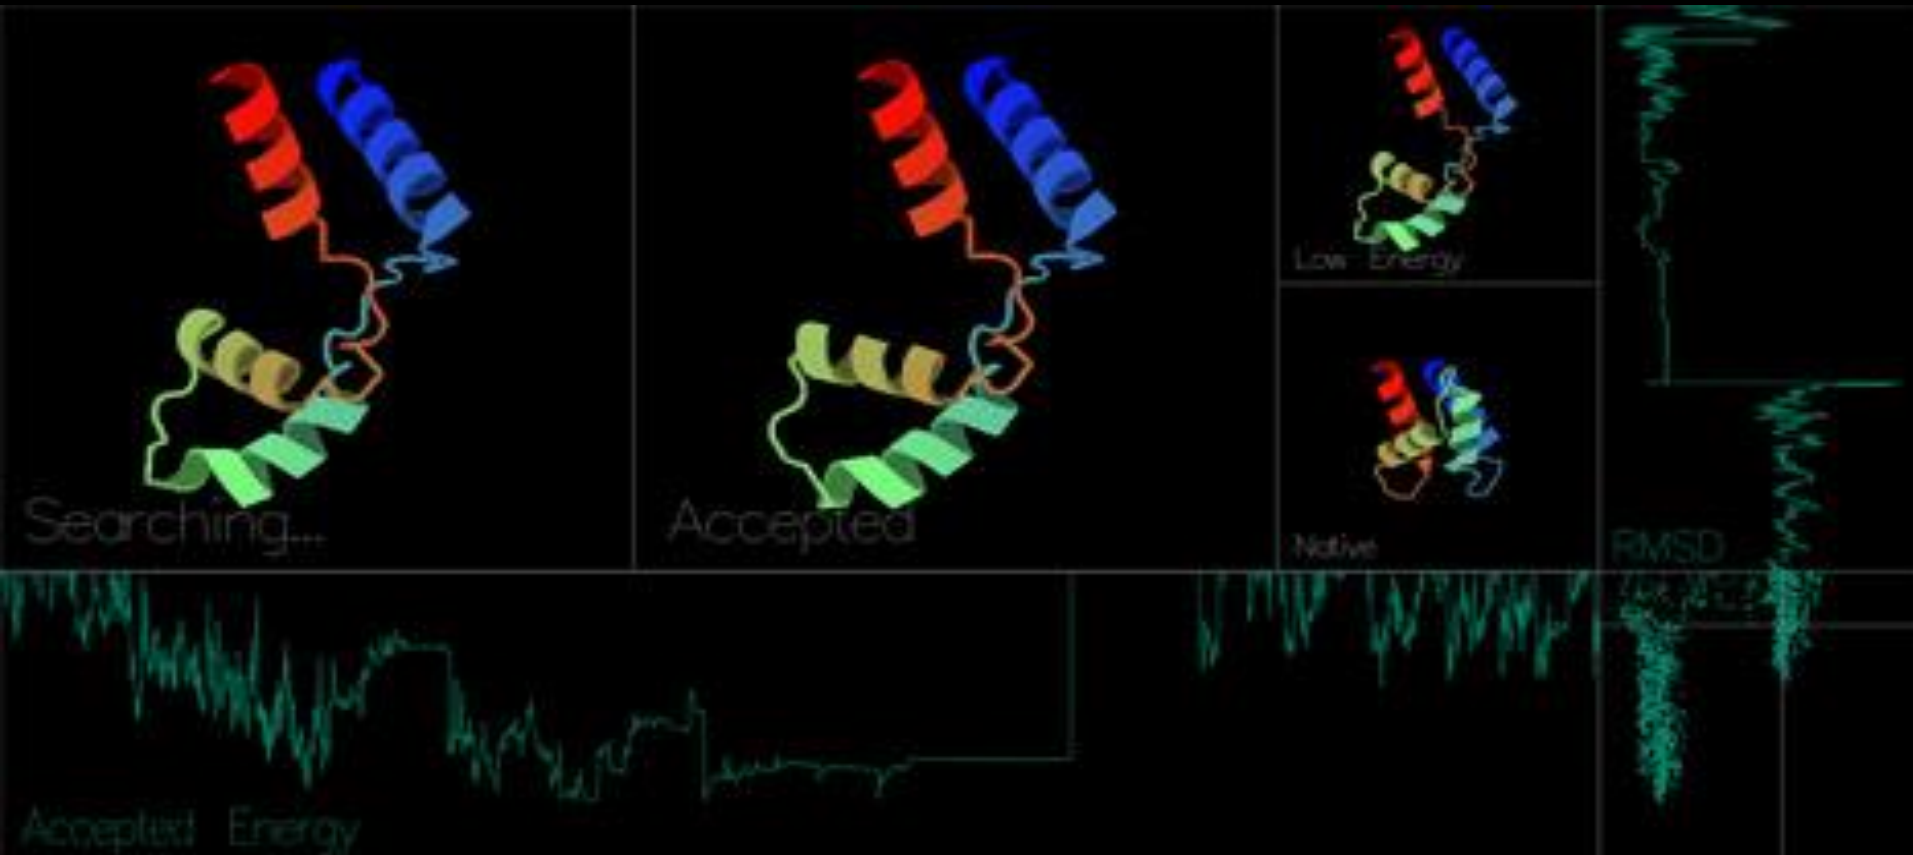 Searching...
Accepted
Low Energy
Native
RMSD
Accepted Energy